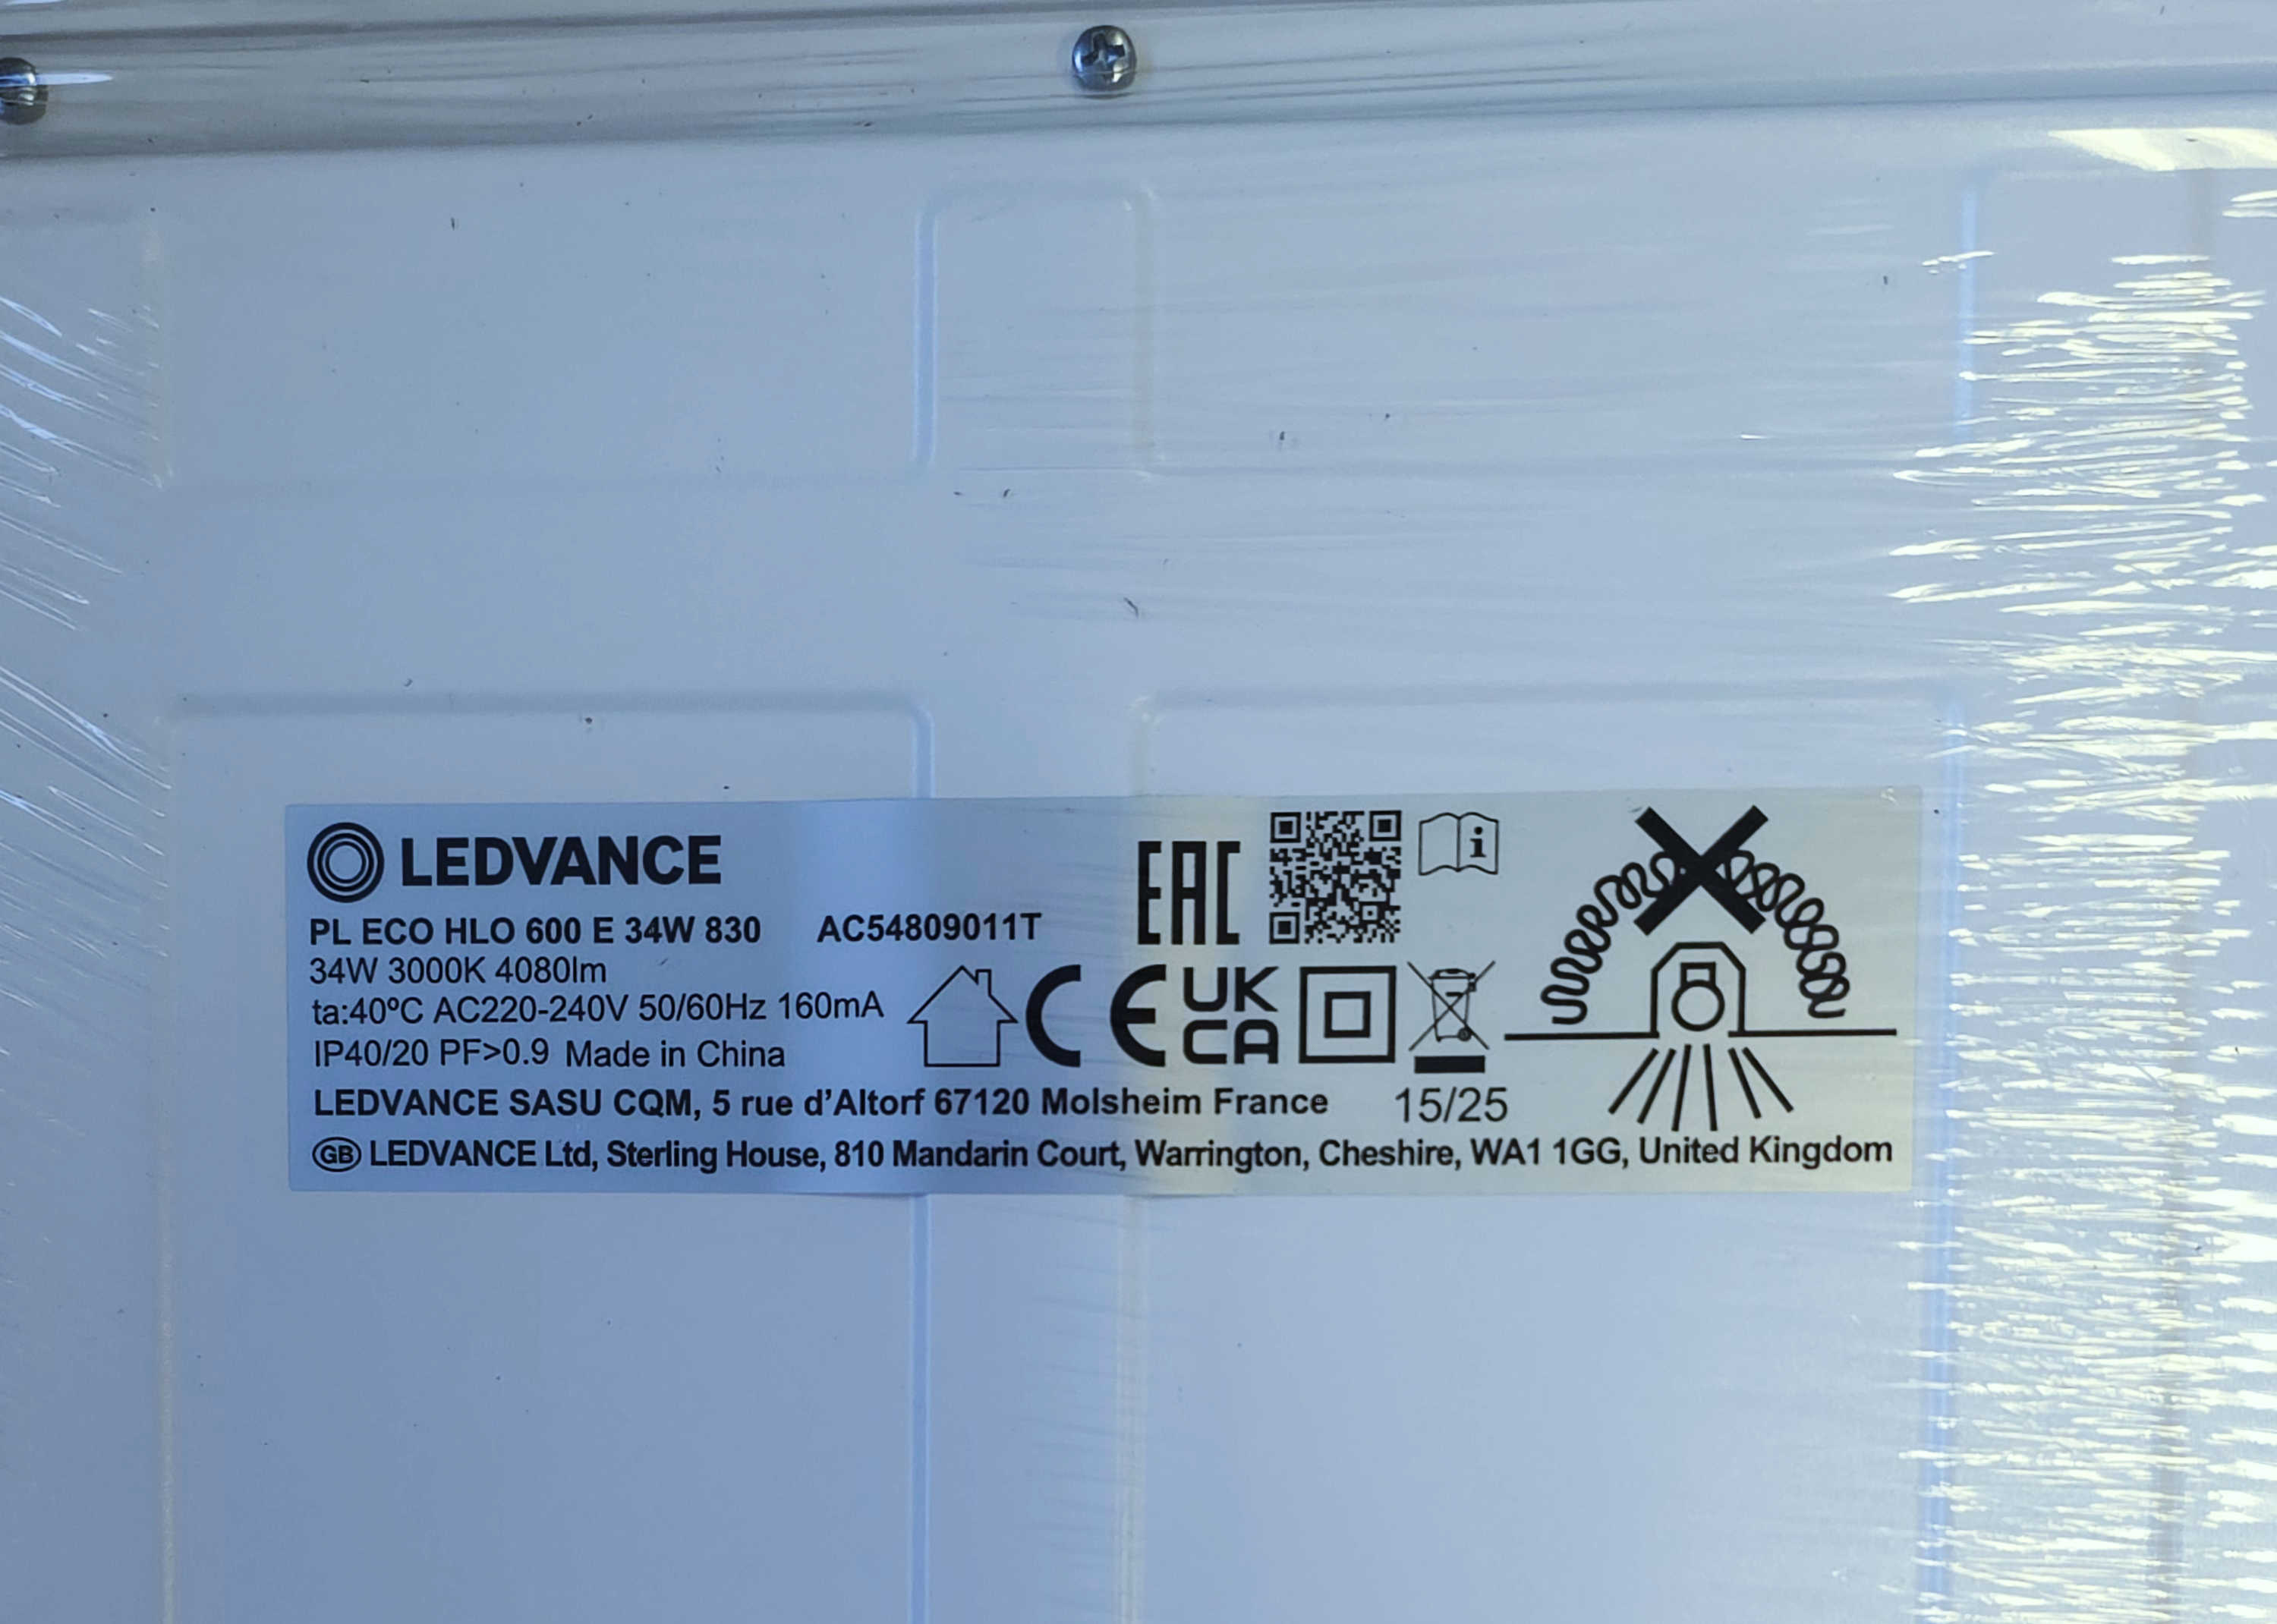 LEDVANCE
PL ECO HLO 600 E 34W 830 AC54809011T
34W 3000K 4080lm
ta:40ºC AC220-240V 50/60Hz 160mA
IP40/20 PF>0.9 Made in China
EAC
i
CE UK
CA
LEDVANCE SASU CQM, 5 rue d'Altorf 67120 Molsheim France 15/25
GB LEDVANCE Ltd, Sterling House, 810 Mandarin Court, Warrington, Cheshire, WA1 1GG, United Kingdom